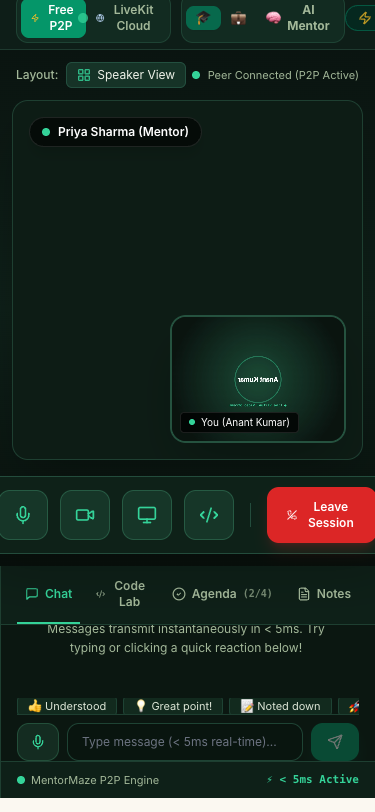 Free P2P
LiveKit Cloud
AI Mentor
Layout:
Speaker View
Peer Connected (P2P Active)
Priya Sharma (Mentor)
Anant Kumar
You (Anant Kumar)
Leave Session
Chat
Code Lab
Agenda (2/4)
Notes
Messages transmit instantaneously in < 5ms. Try
typing or clicking a quick reaction below!
👍 Understood
💡 Great point!
📝 Noted down
🚀
Type message (< 5ms real-time)...
MentorMaze P2P Engine
⚡ < 5ms Active